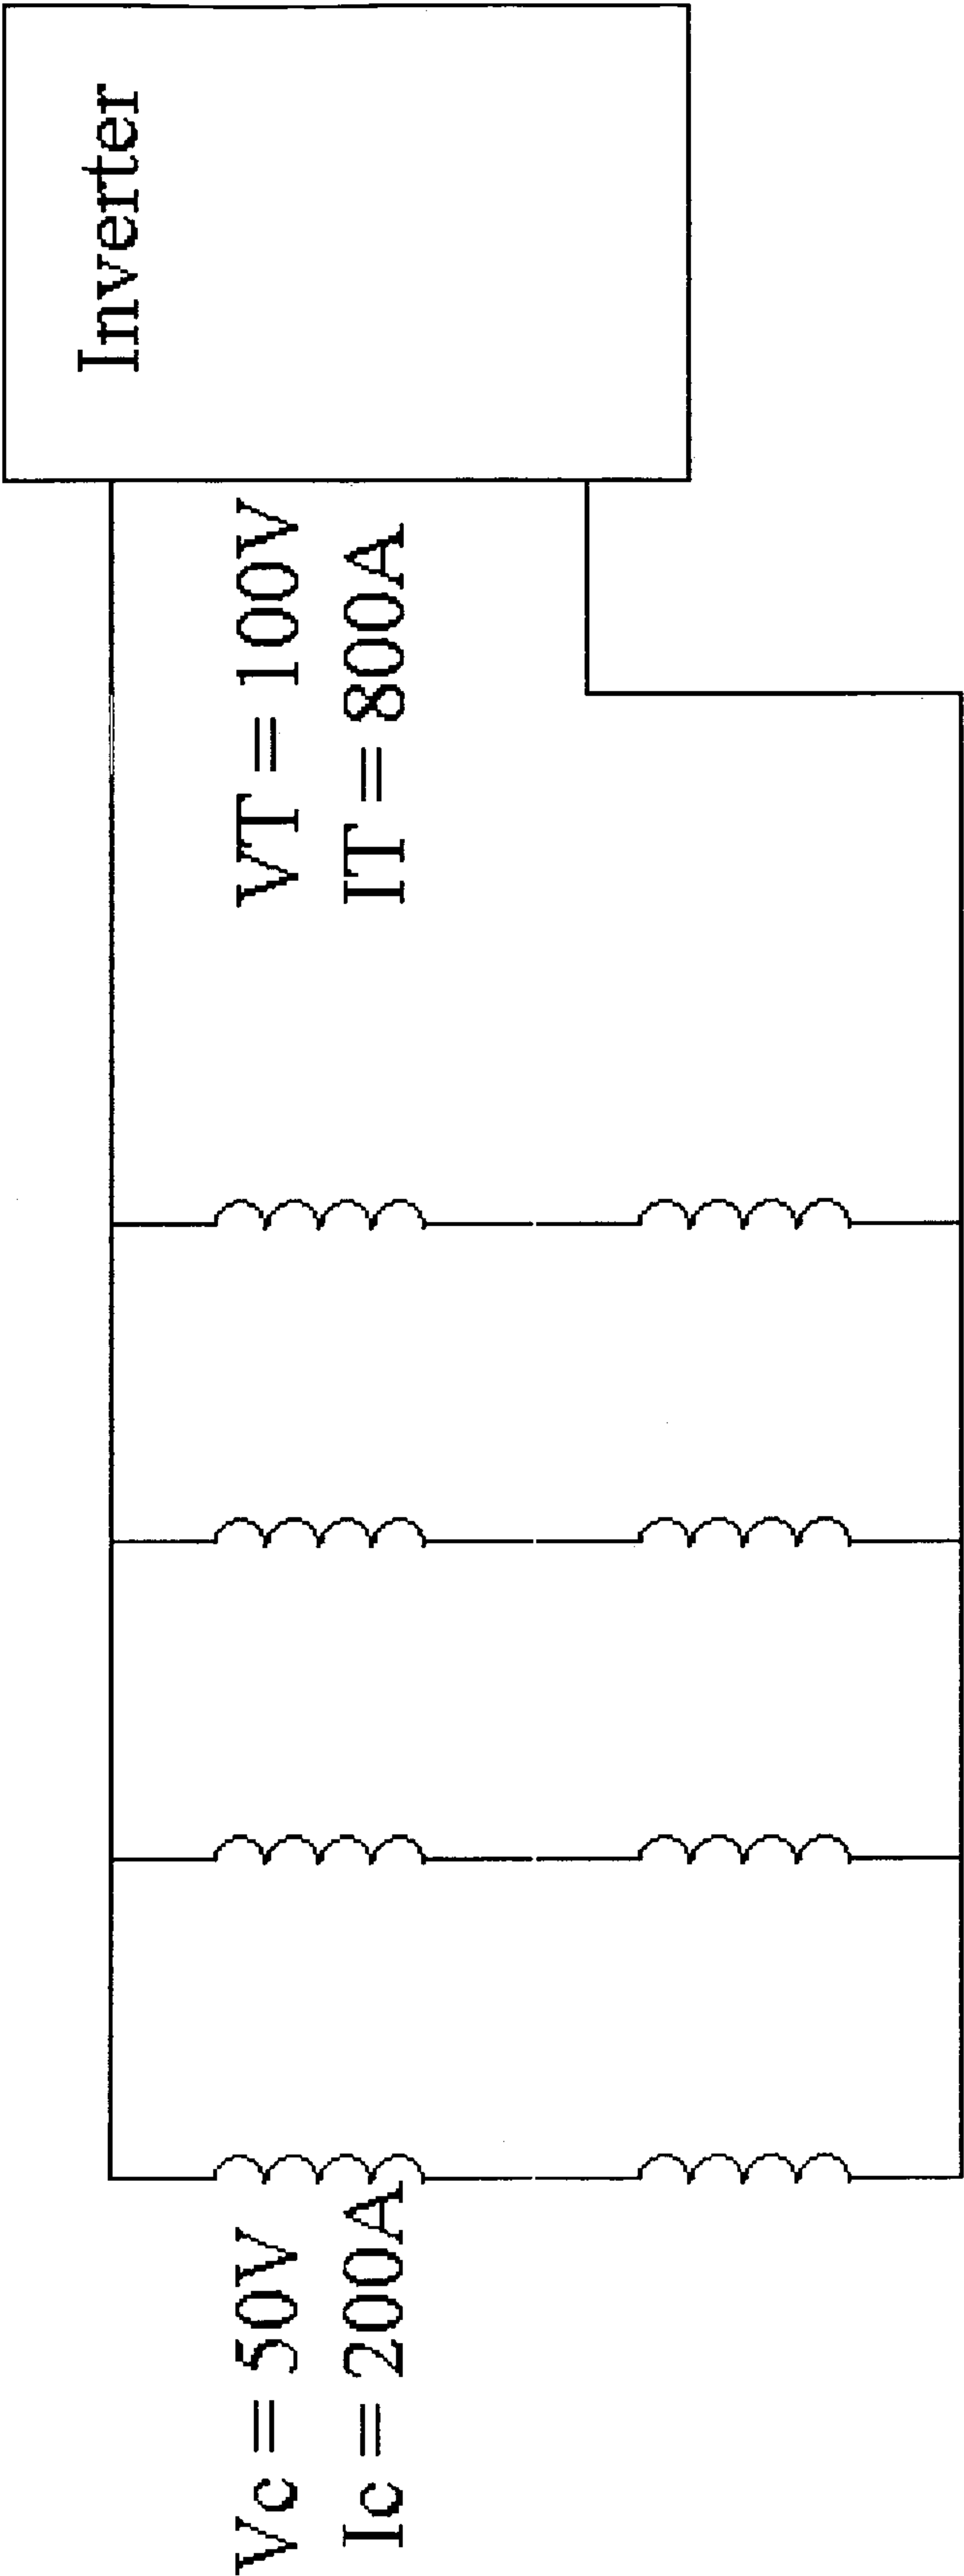 Inverter
VT = 100V
IT = 800A
Vc = 50V
Ic = 200A